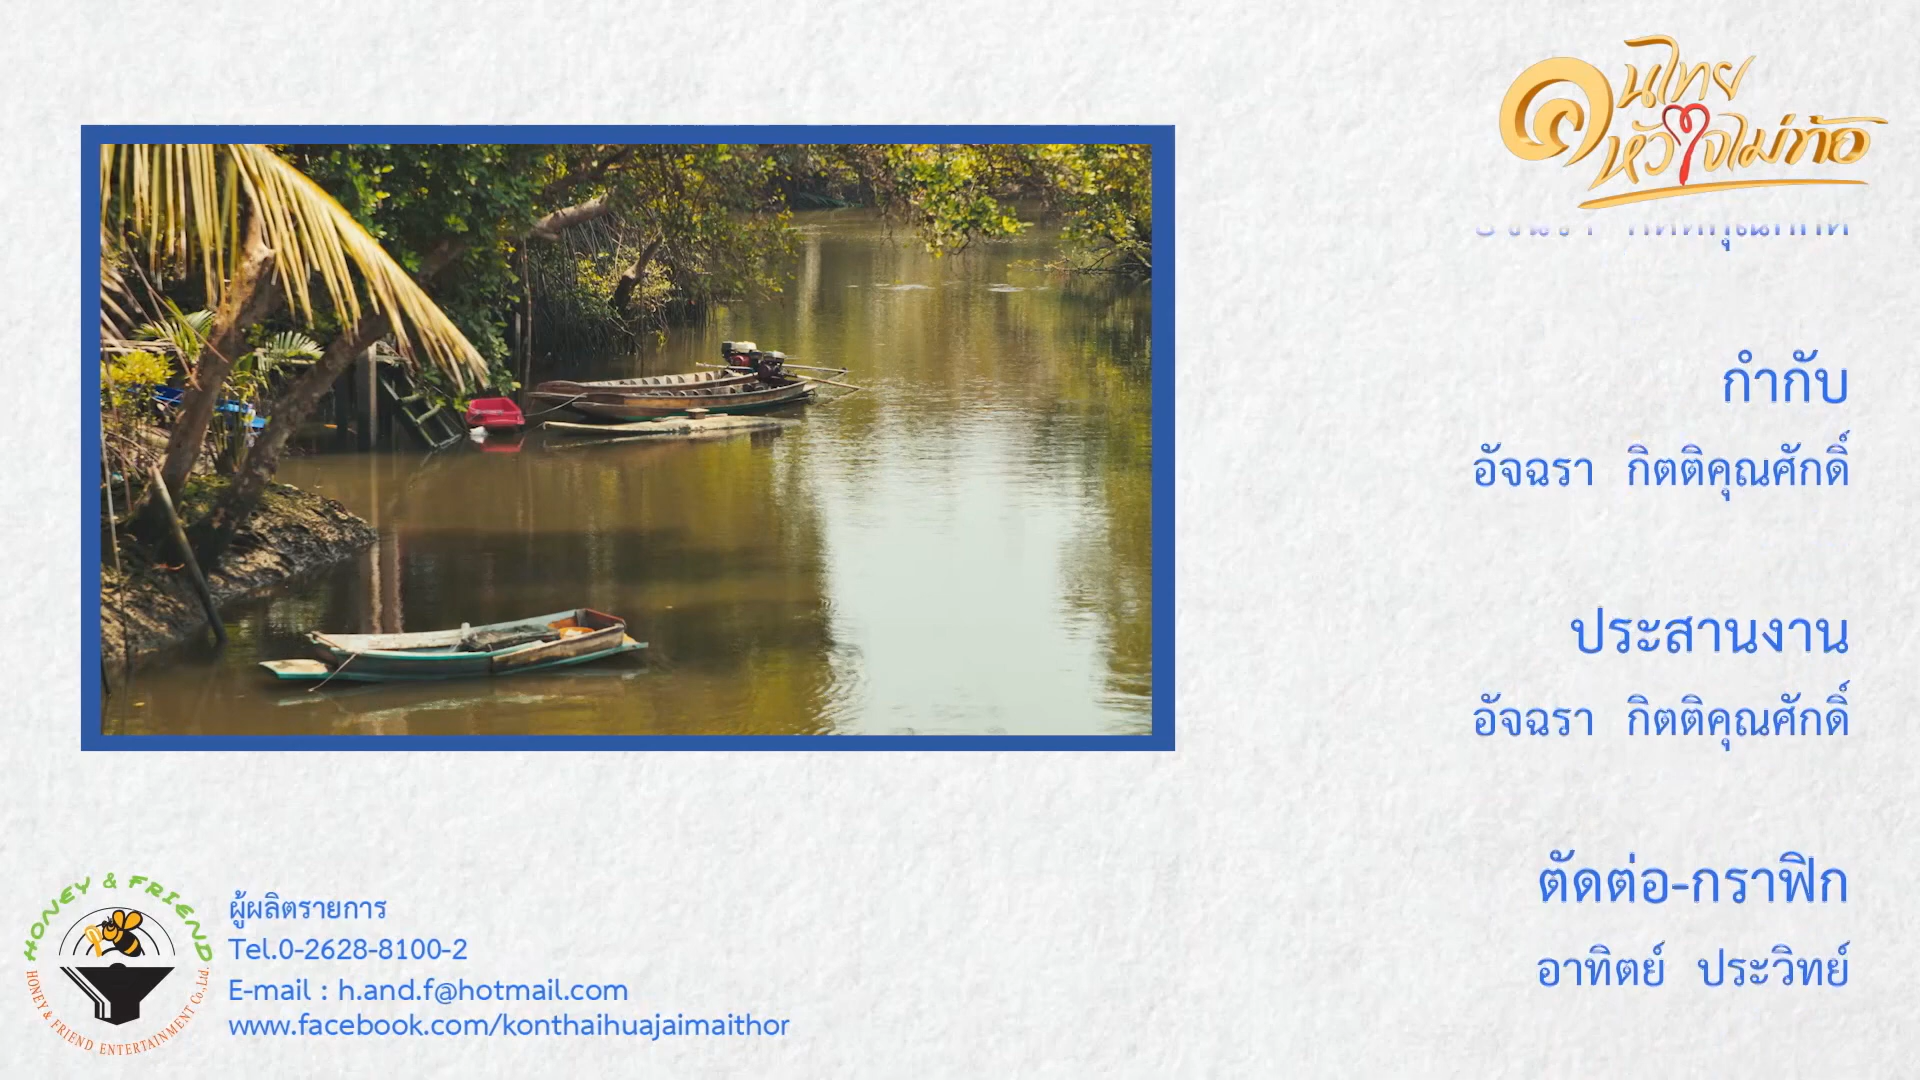 คนไทย
หัวใจไม่ท้อ
กำกับ
อัจฉรา กิตติคุณศักดิ์
ประสานงาน
อัจฉรา กิตติคุณศักดิ์
ตัดต่อ-กราฟิก
อาทิตย์ ประวิทย์
HONEY & FRIEND
HONEY & FRIEND ENTERTAINMENT Co.,Ltd.
ผู้ผลิตรายการ
Tel.0-2628-8100-2
E-mail : h.and.f@hotmail.com
www.facebook.com/konthaihuajaimaithor